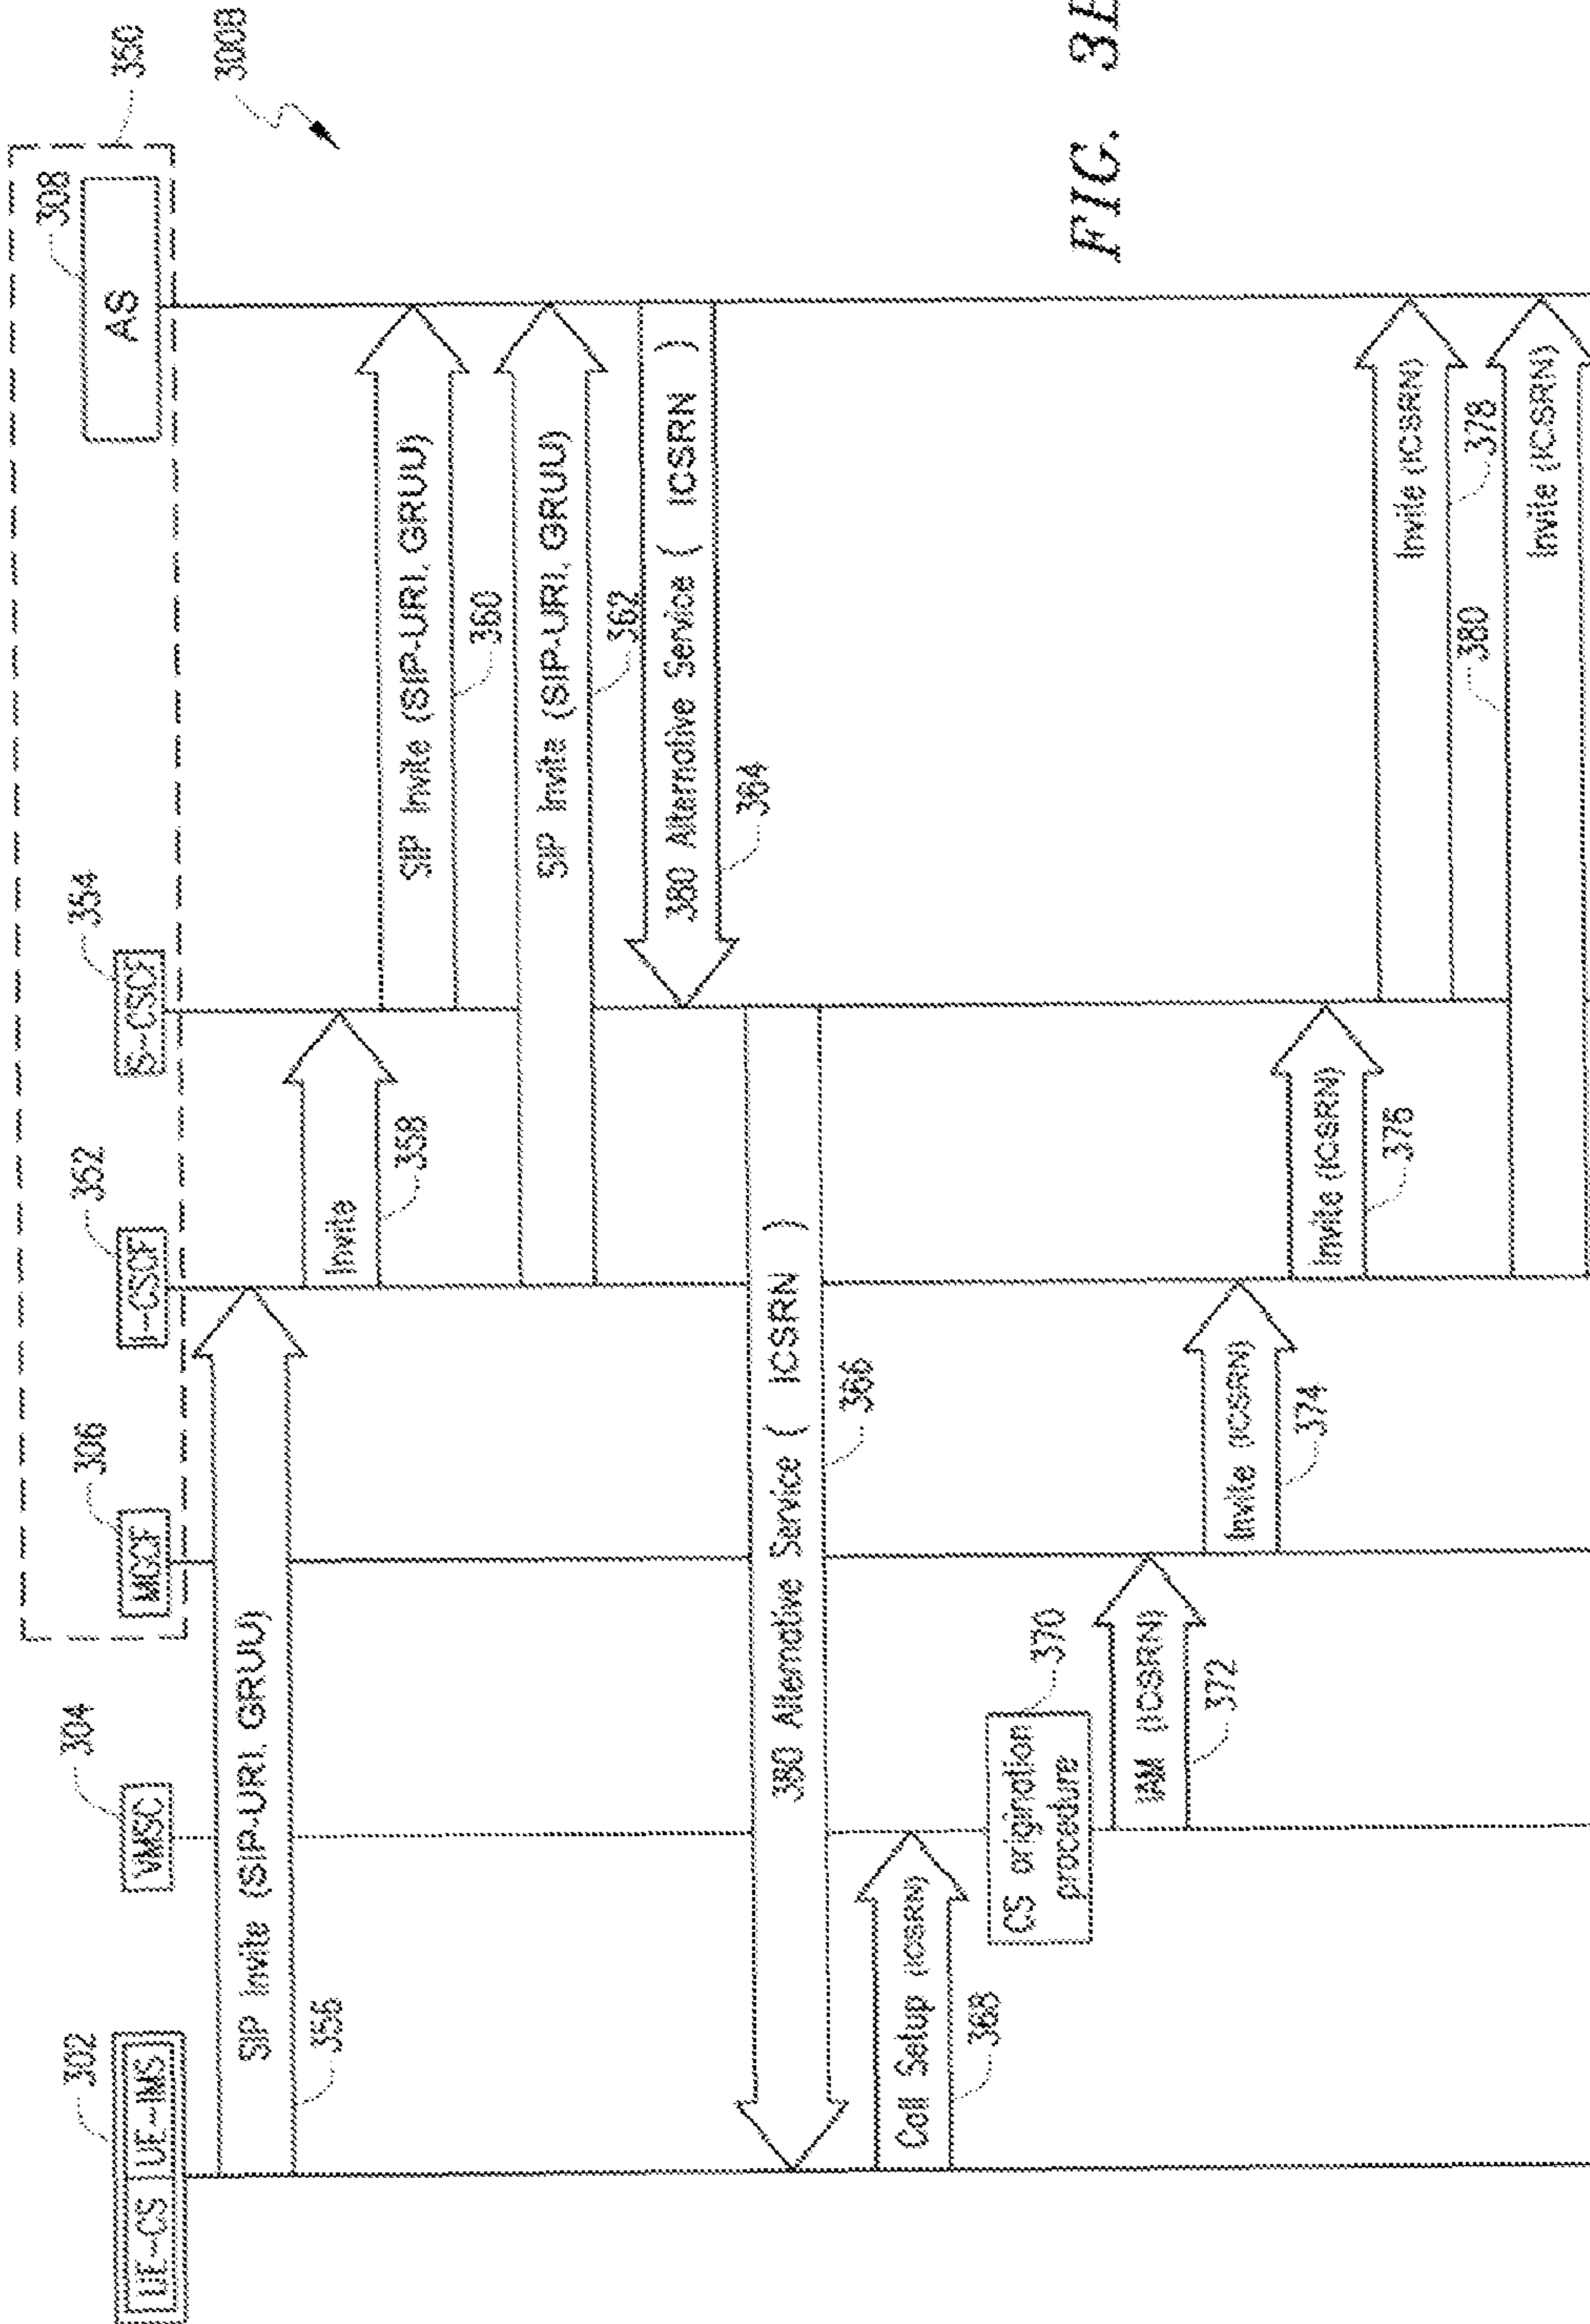 350
300B
302
UE-CS
UE-IMS
304
VMSC
306
MGCF
352
I-CSCF
354
S-CSCF
308
AS
SIP Invite (SIP-URI, GRUU)
356
Invite
358
SIP Invite (SIP-URI, GRUU)
360
SIP Invite (SIP-URI, GRUU)
362
380 Alternative Service ( ICSRN )
364
380 Alternative Service ( ICSRN )
366
Call Setup (ICSRN)
368
CS origination
procedure
370
IAM (ICSRN)
372
Invite (ICSRN)
374
Invite (ICSRN)
376
Invite (ICSRN)
378
380
Invite (ICSRN)
FIG. 3B